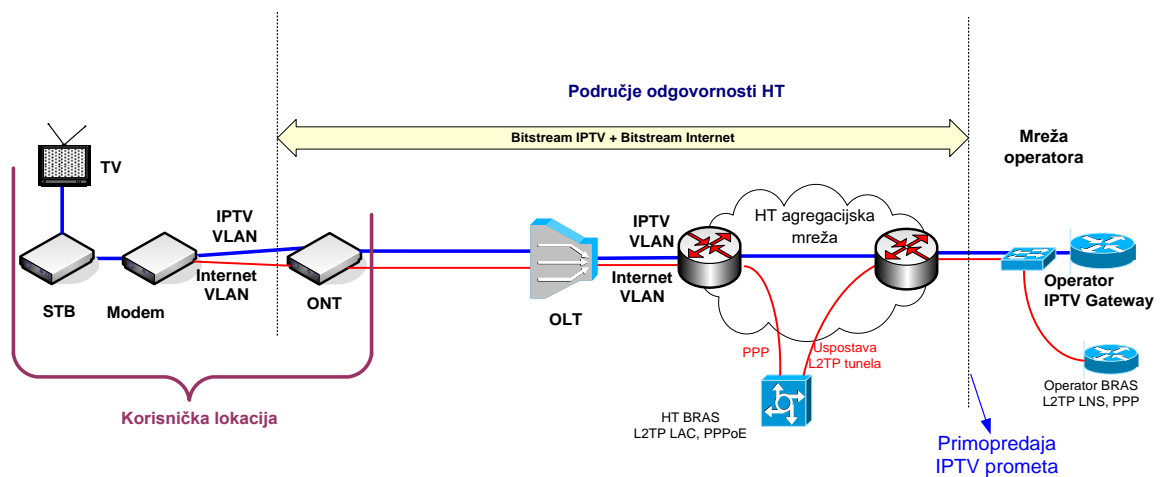 Područje odgovornosti HT
Bitstream IPTV + Bitstream Internet
Mreža
operatora
TV
IPTV
VLAN
Internet
VLAN
STB
Modem
ONT
OLT
IPTV
VLAN
Internet
VLAN
HT agregacijska
mreža
Operator
IPTV Gateway
PPP
Uspostava
L2TP tunela
HT BRAS
L2TP LAC, PPPoE
Operator BRAS
L2TP LNS, PPP
Korisnička lokacija
Primopredaja
IPTV prometa